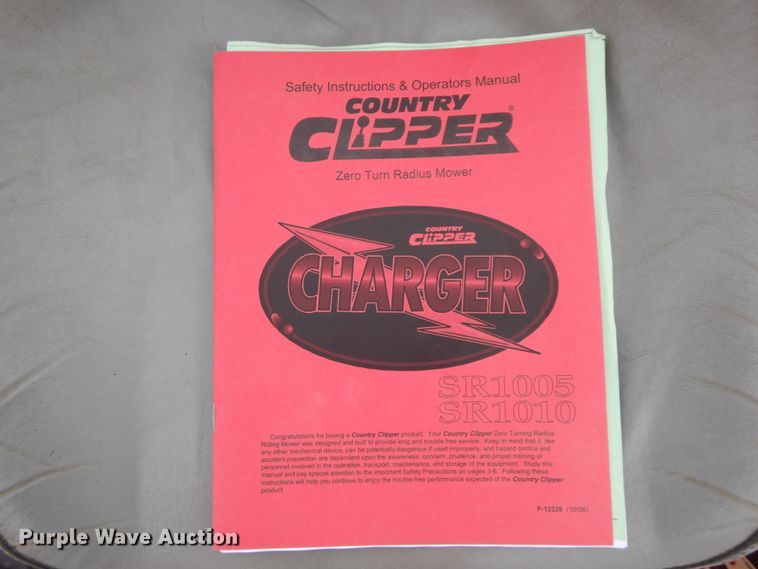 Safety Instructions & Operators Manual
COUNTRY
CLIPPER®
Zero Turn Radius Mower
COUNTRY
CLIPPER
CHARGER
SR1005
SR1010
Congratulations for buying a Country Clipper product. Your Country Clipper Zero Turning Radius
Riding Mower was designed and built to provide long and trouble free service. Keep in mind that it, like
any other mechanical device, can be potentially dangerous if used improperly, and hazard control and
accident prevention are dependent upon the awareness, concern, prudence, and proper training of
personnel involved in the operation, transport, maintenance, and storage of the equipment. Study this
manual and pay special attention to the important Safety Precautions on pages 3-6. Following these
instructions will help you continue to enjoy the trouble-free performance expected of the Country Clipper
product.
P-12228 (10/08)
Purple Wave Auction